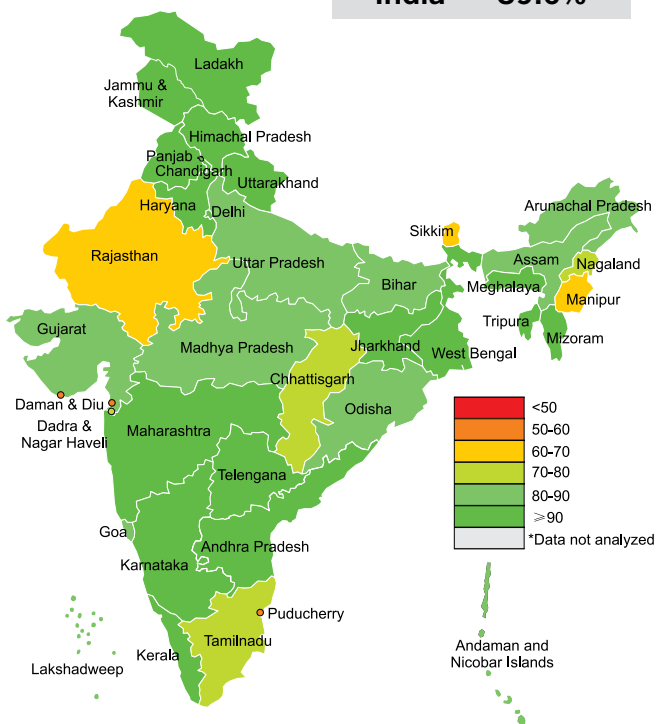 India
Ladakh
Jammu &
Kashmir
Himachal Pradesh
Panjab
Chandigarh
Uttarakhand
Haryana
Delhi
Arunachal Pradesh
Sikkim
Rajasthan
Uttar Pradesh
Assam
Nagaland
Bihar
Meghalaya
Manipur
Gujarat
Tripura
Mizoram
Madhya Pradesh
Jharkhand
West Bengal
Chhattisgarh
Daman & Diu
Odisha
Dadra &
Nagar Haveli
Maharashtra
Telengana
Goa
Andhra Pradesh
Karnataka
Puducherry
Tamilnadu
Kerala
Lakshadweep
Andaman and
Nicobar Islands
<50
50-60
60-70
70-80
80-90
≥90
*Data not analyzed